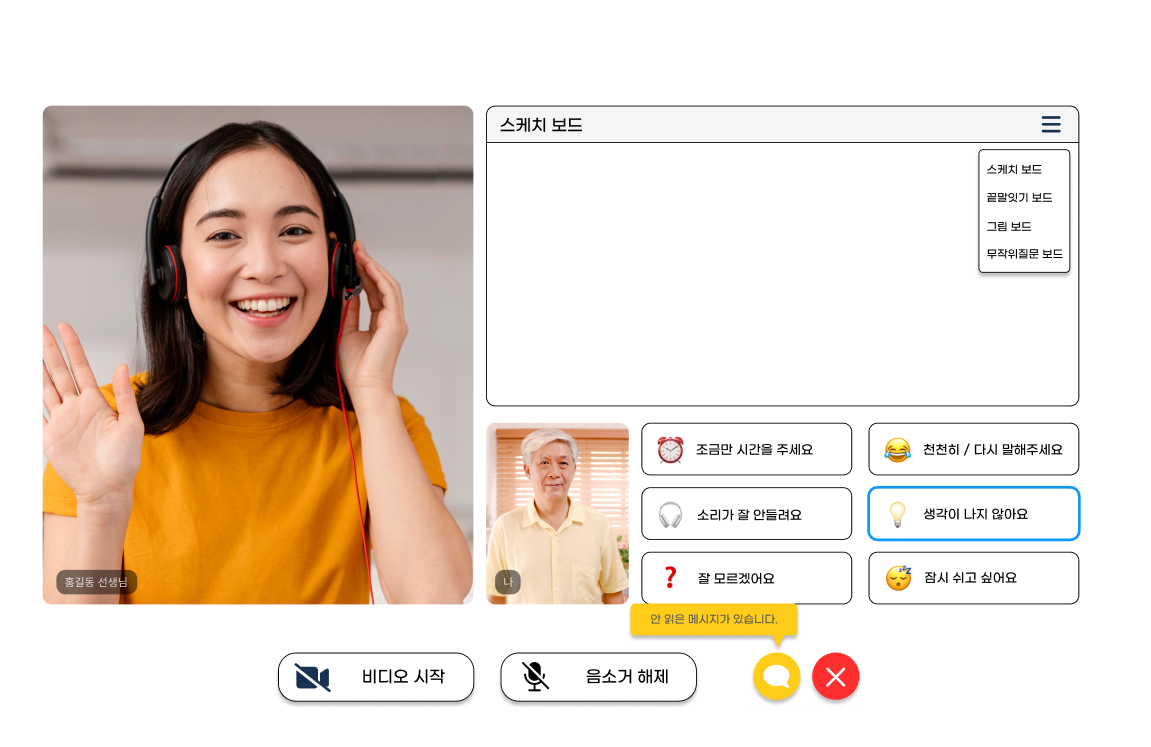 스케치 보드
스케치 보드
끝말잇기 보드
그림 보드
무작위질문 보드
홍길동 선생님
나
조금만 시간을 주세요
천천히 / 다시 말해주세요
소리가 잘 안들려요
생각이 나지 않아요
잘 모르겠어요
잠시 쉬고 싶어요
안 읽은 메시지가 있습니다.
비디오 시작
음소거 해제